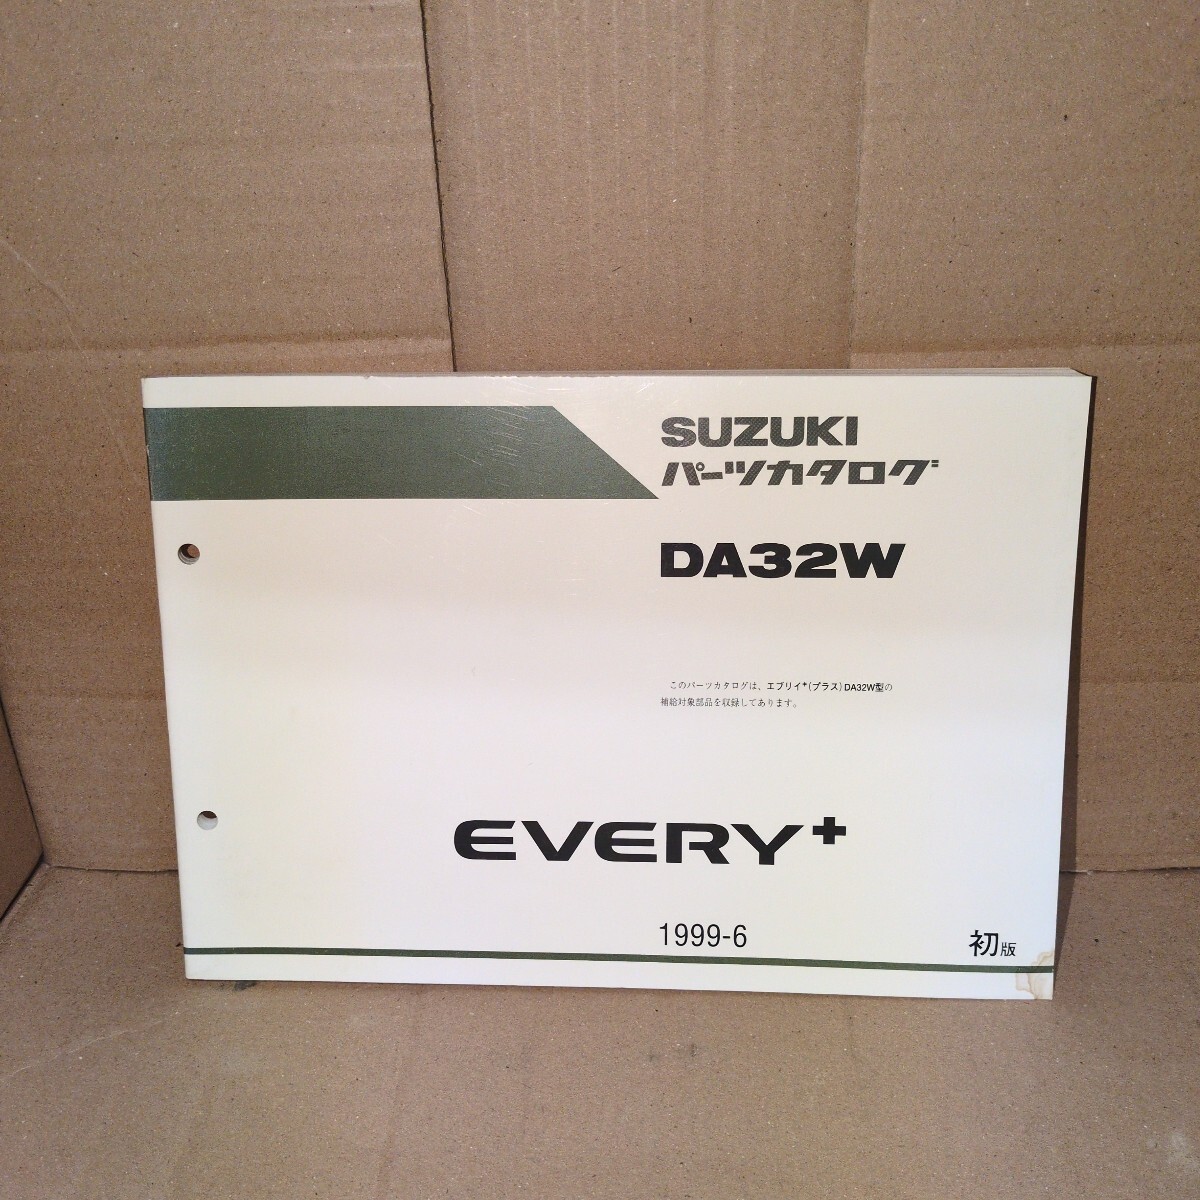 SUZUKI
パーツカタログ
DA32W
このパーツカタログは、エブリイ+(プラス)DA32W型の
補給対象部品を収録してあります。
EVERY+
1999-6
初版